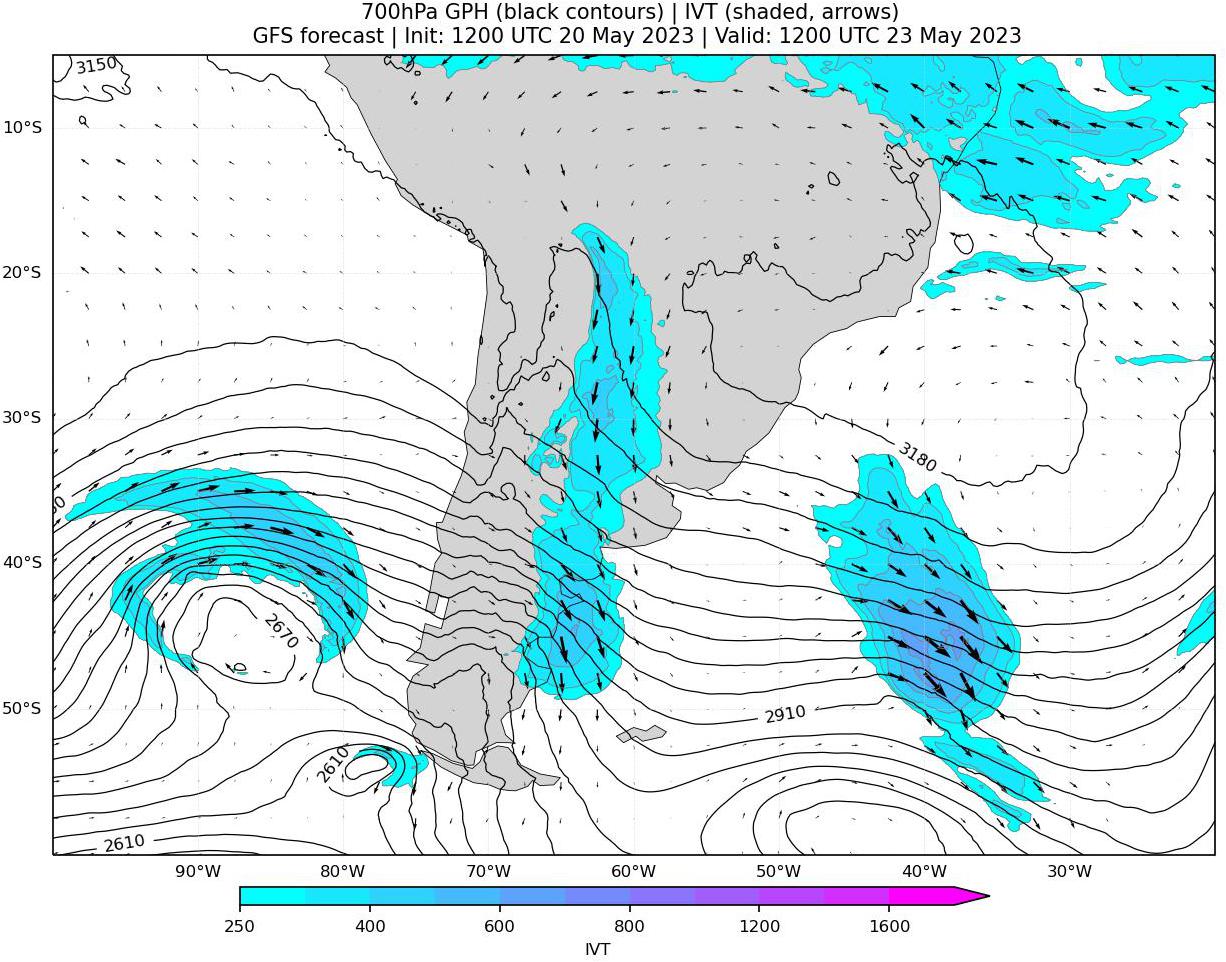 700hPa GPH (black contours) | IVT (shaded, arrows)
GFS forecast | Init: 1200 UTC 20 May 2023 | Valid: 1200 UTC 23 May 2023
3150
10°S
20°S
30°S
3180
40°S
2670
50°S
2910
2610
2610
90°W 80°W 70°W 60°W 50°W 40°W 30°W
250 400 600 800 1200 1600
IVT